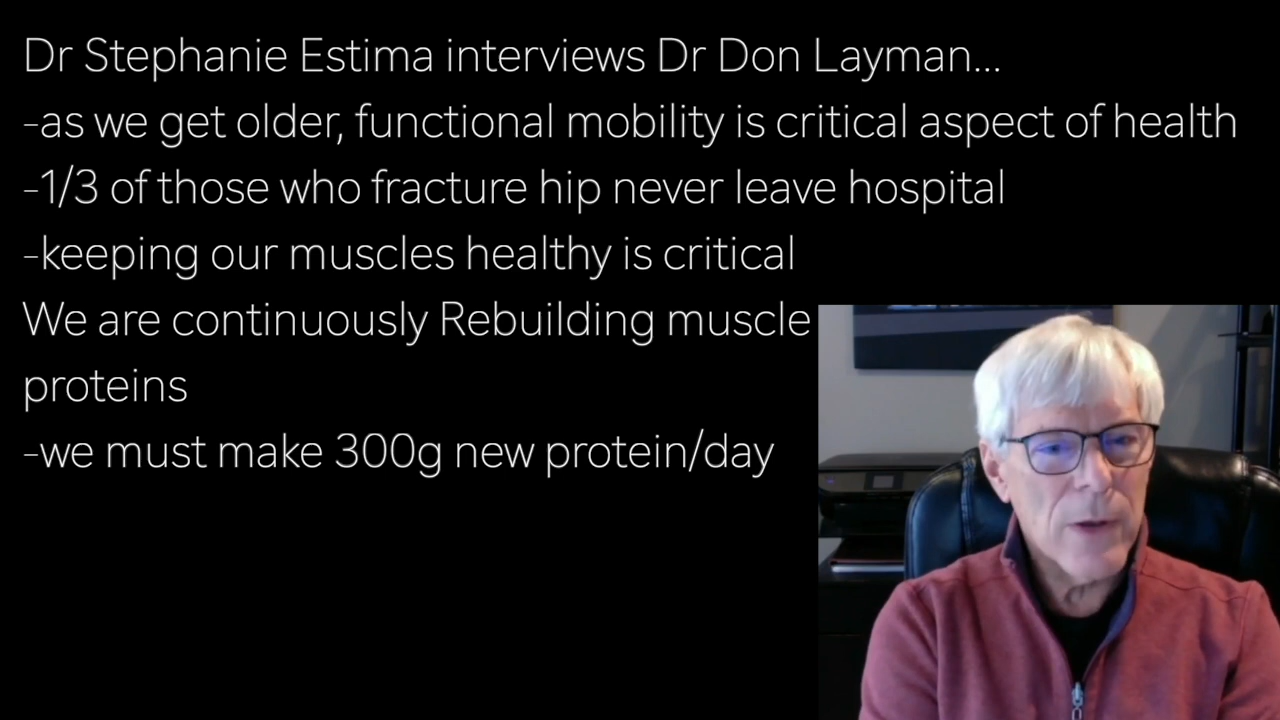 Dr Stephanie Estima interviews Dr Don Layman...
-as we get older, functional mobility is critical aspect of health
-1/3 of those who fracture hip never leave hospital
-keeping our muscles healthy is critical
We are continuously Rebuilding muscle
proteins
-we must make 300g new protein/day